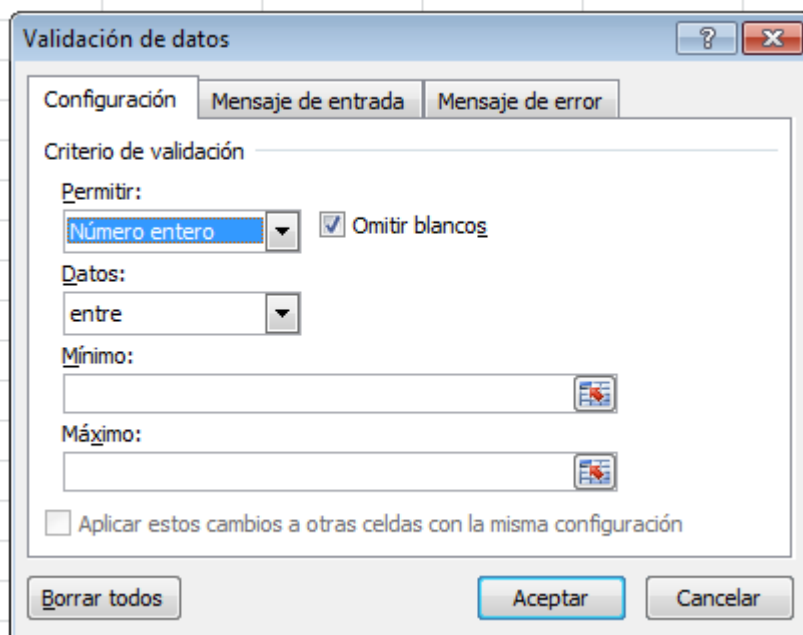 Validación de datos
Configuración Mensaje de entrada Mensaje de error
Criterio de validación
Permitir:
Número entero Omitir blancos
Datos:
entre
Mínimo:
Máximo:
Aplicar estos cambios a otras celdas con la misma configuración
Borrar todos Aceptar Cancelar